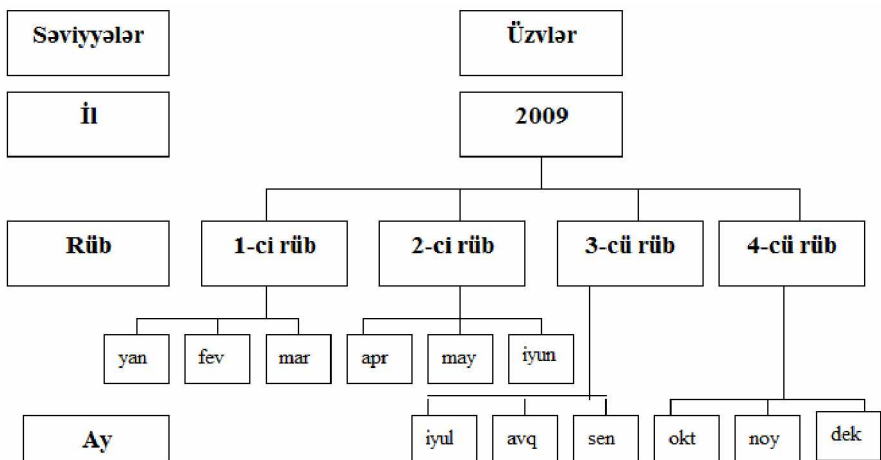 Səviyyələr Üzvlər
İl 2009
Rüb 1-ci rüb 2-ci rüb 3-cü rüb 4-cü rüb
yan fev mar apr may iyun
Ay iyul avq sen okt noy dek